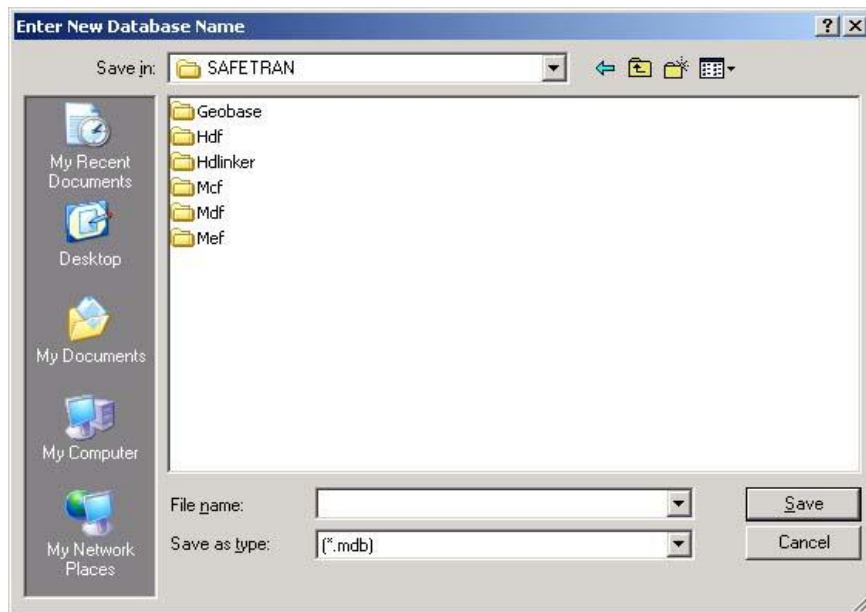 Enter New Database Name
Save in: SAFETRAN
My Recent
Documents
Desktop
My Documents
My Computer
My Network
Places
Geobase
Hdf
Hdlinker
Mcf
Mdf
Mef
File name:
Save
Save as type: (*.mdb)
Cancel